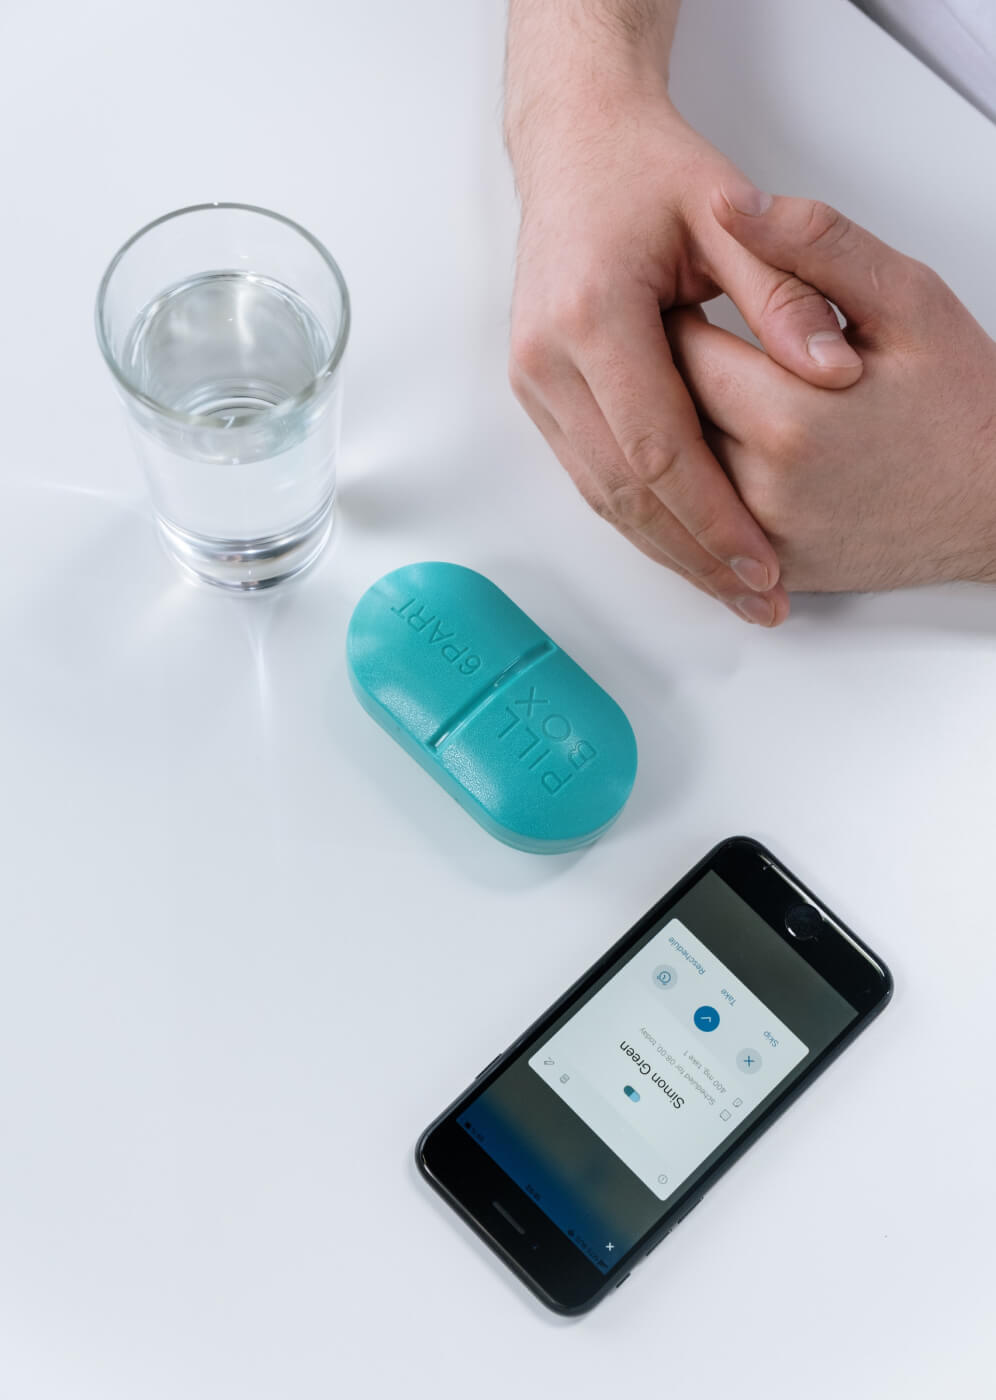 6PART
PILL
BOX
Simon Green
Scheduled for 08:00, today
400 mg, take 1
Skip
Take
Reschedule